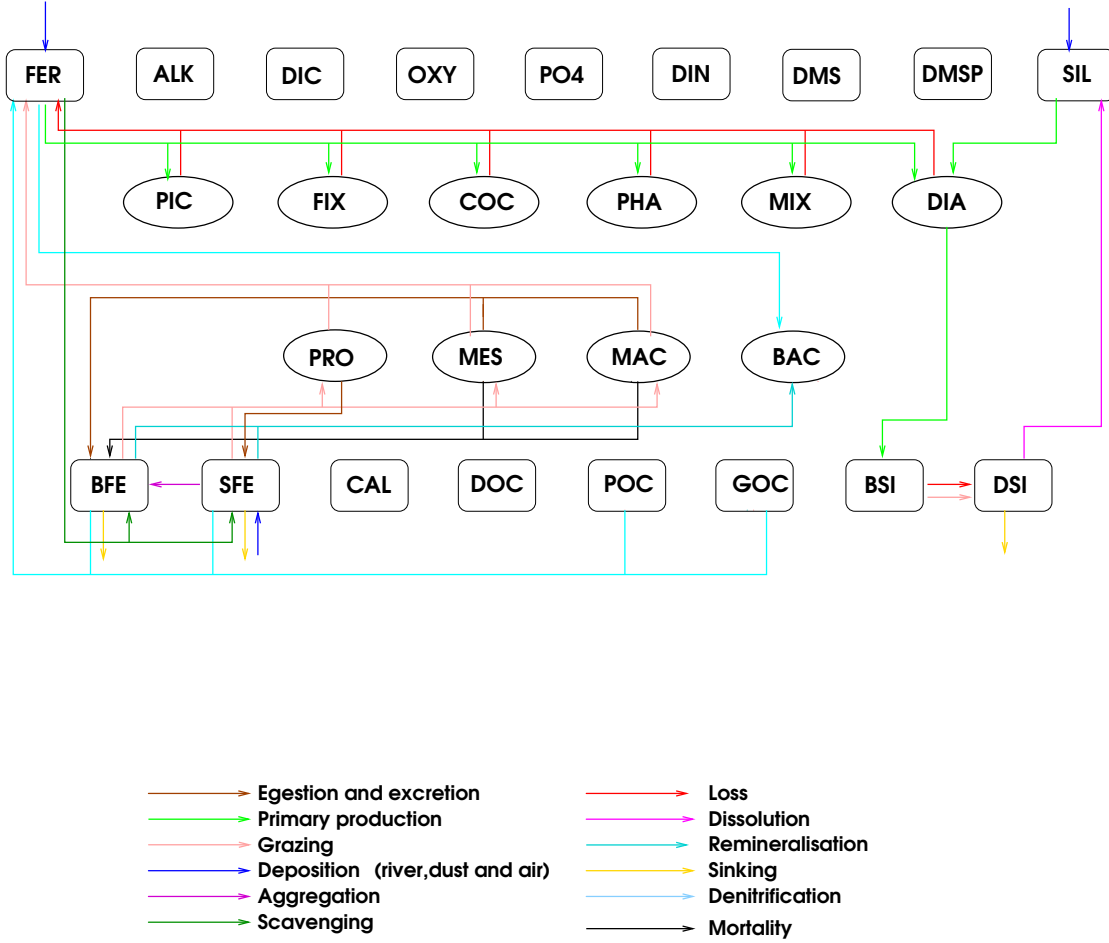 FER ALK DIC OXY PO4 DIN DMS DMSP SIL
PIC FIX COC PHA MIX DIA
PRO MES MAC BAC
BFE SFE CAL DOC POC GOC BSI DSI
Egestion and excretion
Primary production
Grazing
Deposition (river,dust and air)
Aggregation
Scavenging
Loss
Dissolution
Remineralisation
Sinking
Denitrification
Mortality